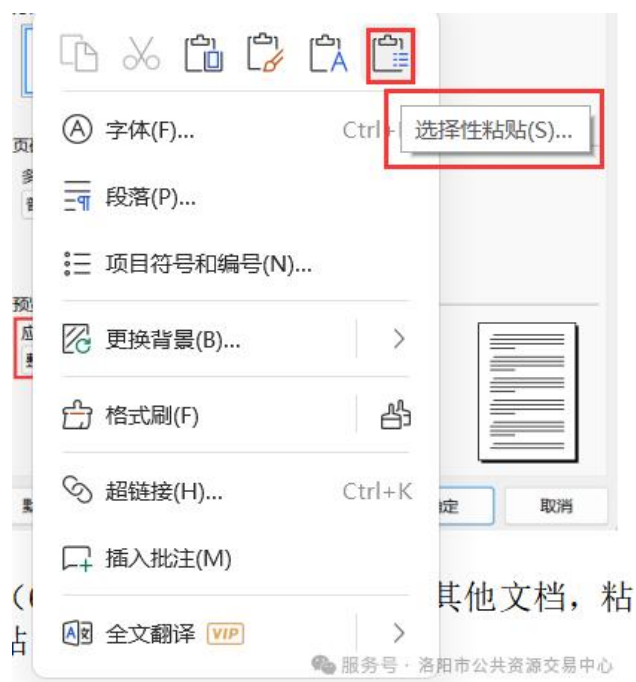 字体(F)...
Ctrl+
选择性粘贴(S)...
段落(P)...
项目符号和编号(N)...
更换背景(B)...
格式刷(F)
超链接(H)...
Ctrl+K
取消
插入批注(M)
其他文档，粘
全文翻译 VIP
服务号 · 洛阳市公共资源交易中心